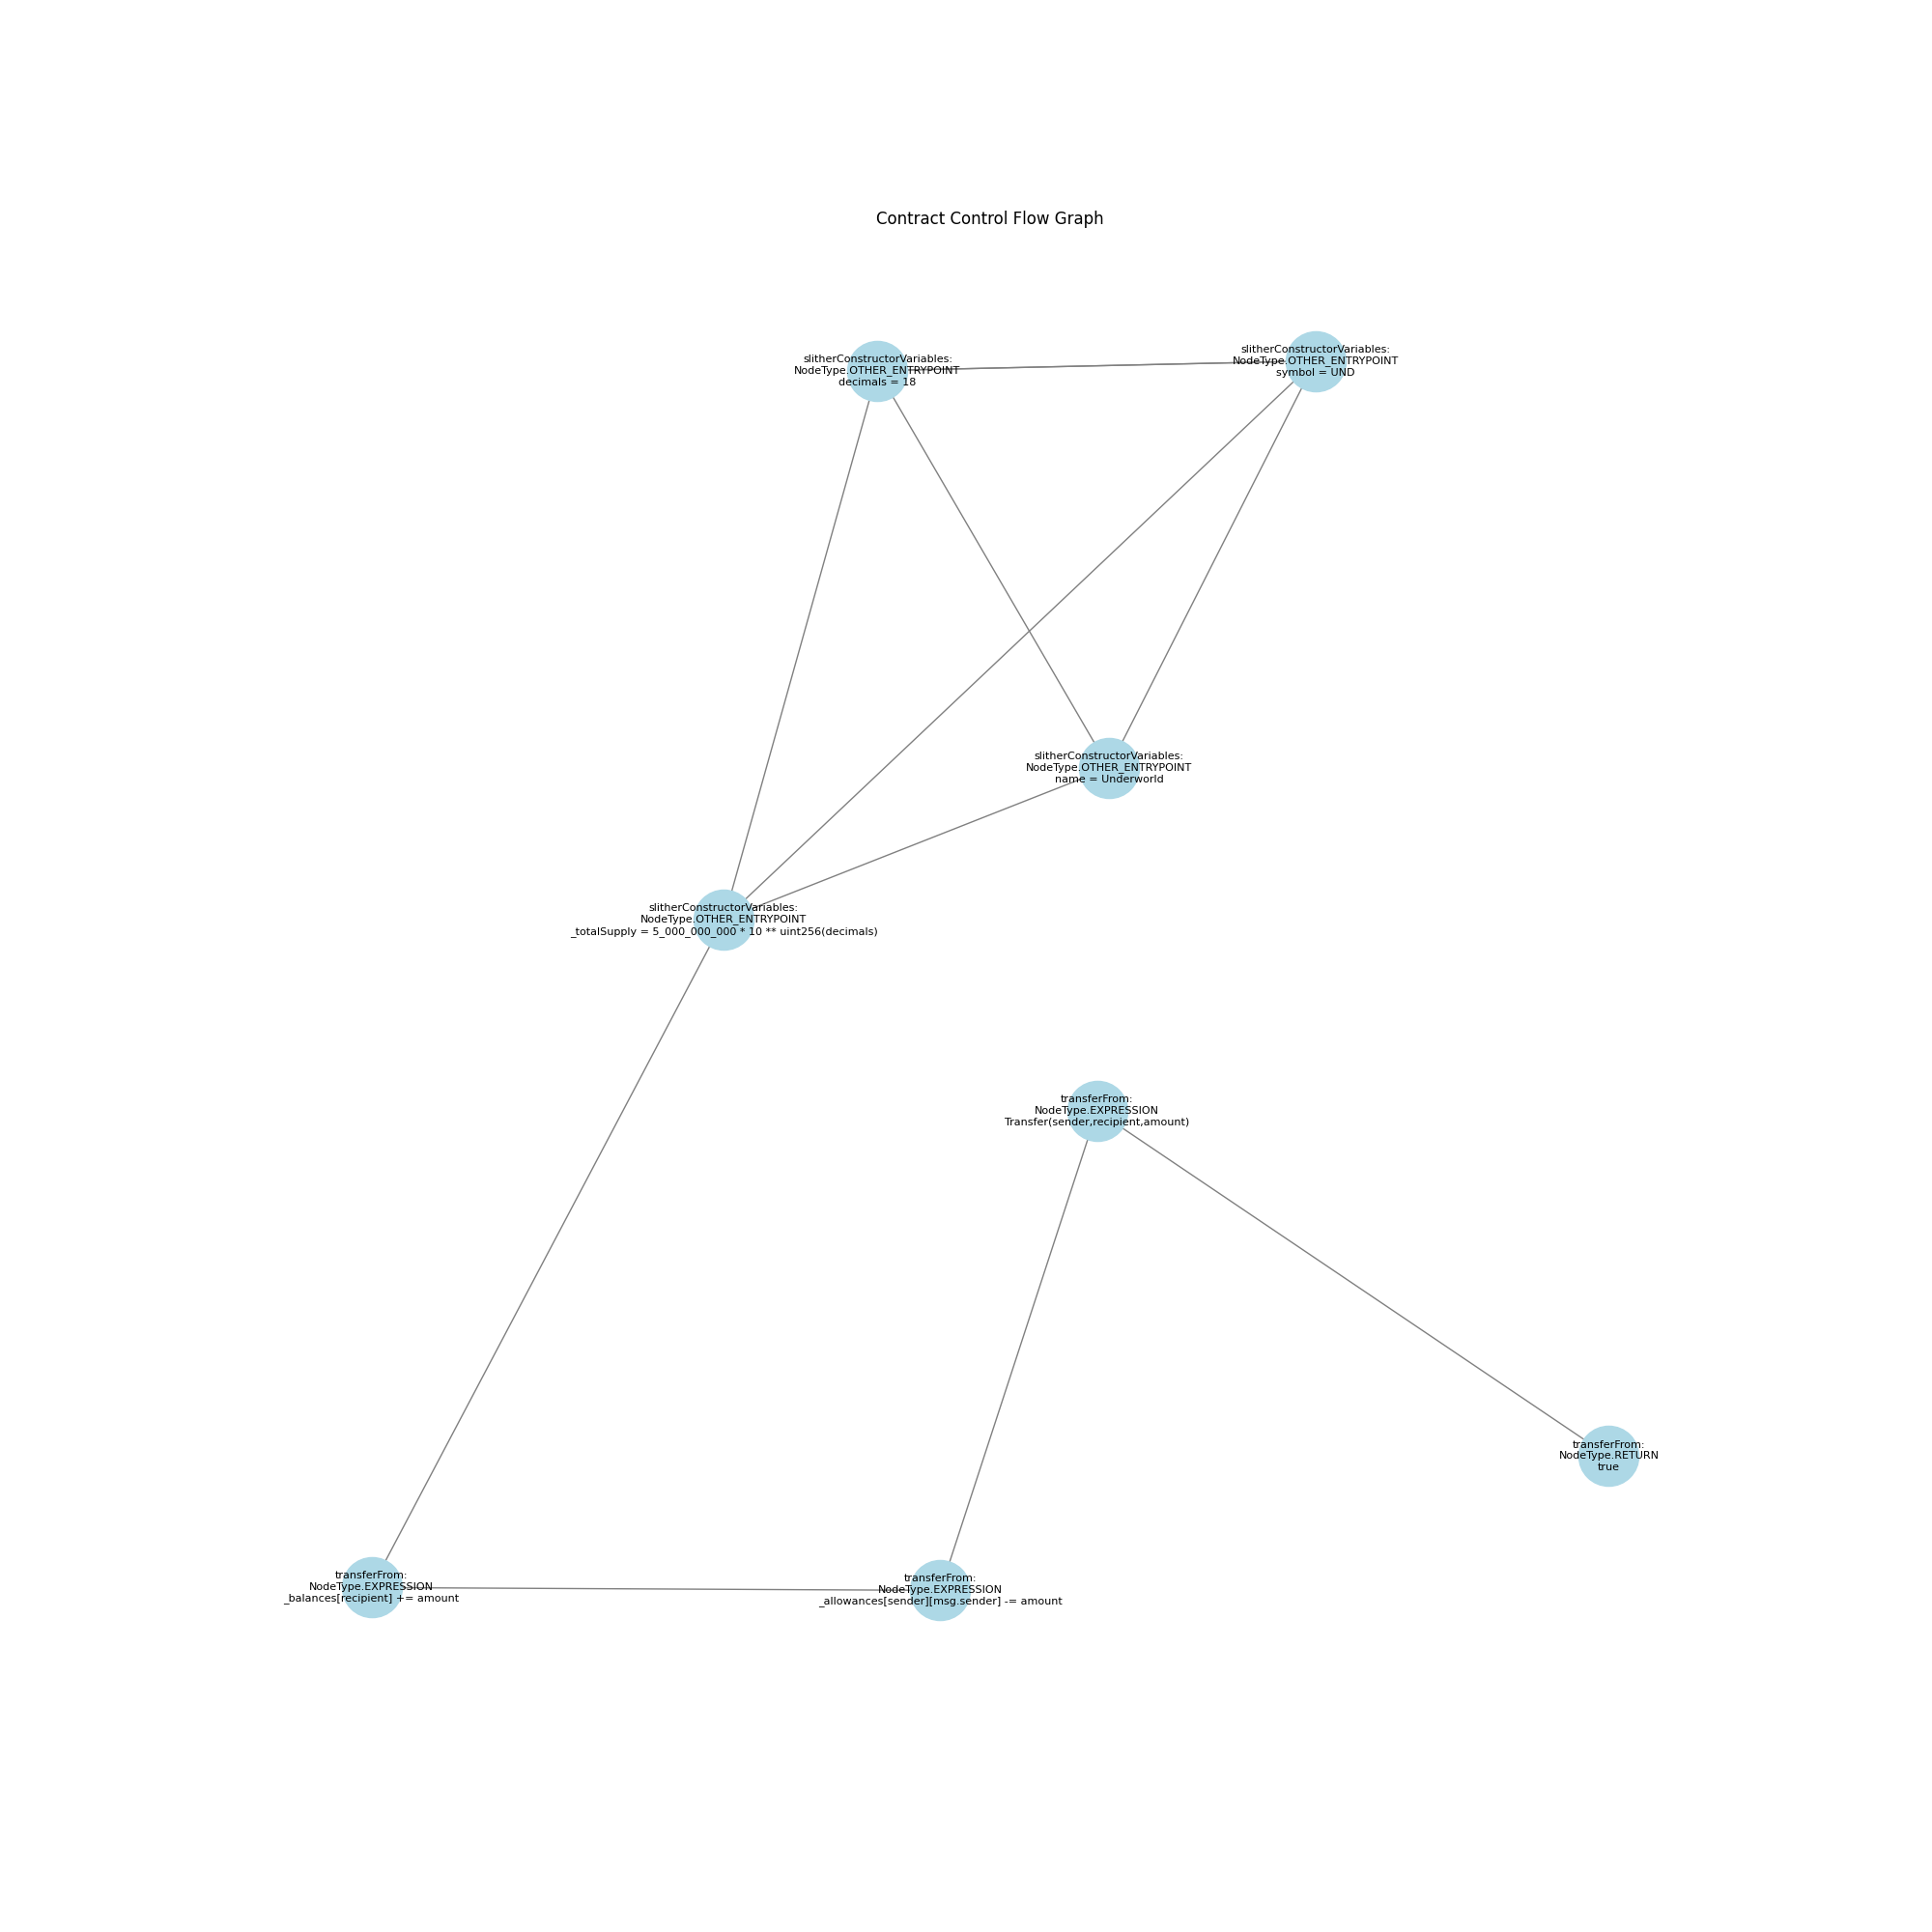 Contract Control Flow Graph
slitherConstructorVariables:
NodeType.OTHER_ENTRYPOINT
decimals = 18
slitherConstructorVariables:
NodeType.OTHER_ENTRYPOINT
symbol = UND
slitherConstructorVariables:
NodeType.OTHER_ENTRYPOINT
name = Underworld
slitherConstructorVariables:
NodeType.OTHER_ENTRYPOINT
_totalSupply = 5_000_000_000 * 10 ** uint256(decimals)
transferFrom:
NodeType.EXPRESSION
Transfer(sender,recipient,amount)
transferFrom:
NodeType.RETURN
true
transferFrom:
NodeType.EXPRESSION
_balances[recipient] += amount
transferFrom:
NodeType.EXPRESSION
_allowances[sender][msg.sender] -= amount